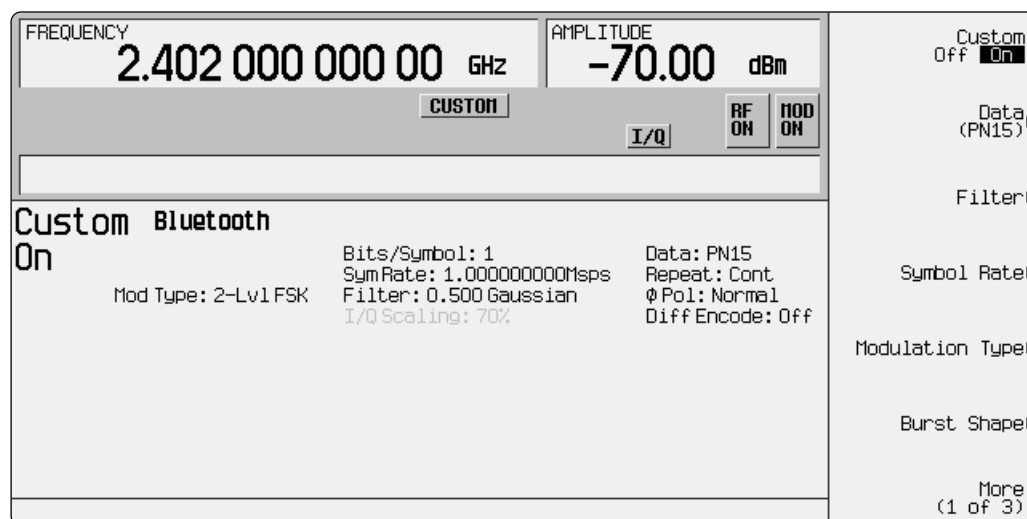 FREQUENCY
2.402 000 000 00 GHz
AMPLITUDE
-70.00 dBm
CUSTOM
I/Q
RF
ON
MOD
ON
Custom Bluetooth
On
Mod Type: 2-Lvl FSK
Bits/Symbol: 1
Sym Rate: 1.000000000Msps
Filter: 0.500 Gaussian
I/Q Scaling: 70%
Data: PN15
Repeat: Cont
Φ Pol: Normal
Diff Encode: Off
Custom
Off On
Data
(PN15)
Filter
Symbol Rate
Modulation Type
Burst Shape
More
(1 of 3)